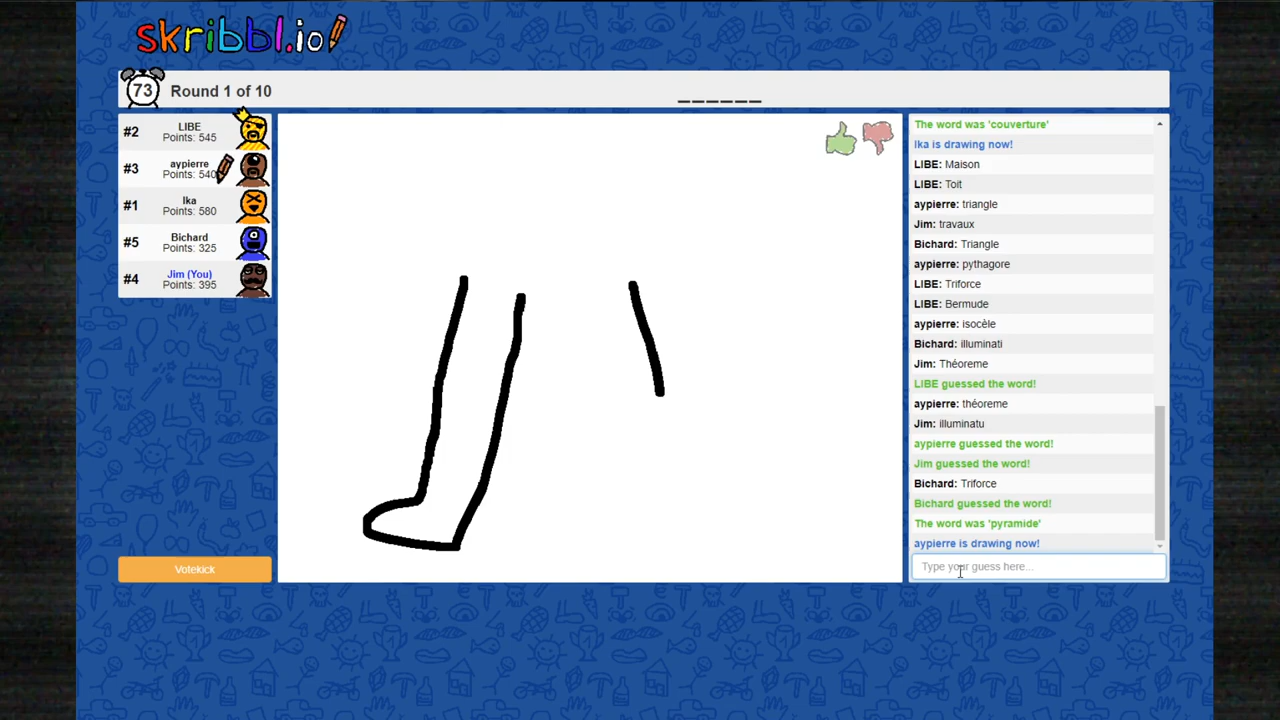 skribbl.io
73
Round 1 of 10
______
#2
LIBE
Points: 545
#3
aypierre
Points: 540
#1
Ika
Points: 580
#5
Bichard
Points: 325
#4
Jim (You)
Points: 395
Votekick
The word was 'couverture'
Ika is drawing now!
LIBE: Maison
LIBE: Toit
aypierre: triangle
Jim: travaux
Bichard: Triangle
aypierre: pythagore
LIBE: Triforce
LIBE: Bermude
aypierre: isocèle
Bichard: illuminati
Jim: Théoreme
LIBE guessed the word!
aypierre: théoreme
Jim: illuminatu
aypierre guessed the word!
Jim guessed the word!
Bichard: Triforce
Bichard guessed the word!
The word was 'pyramide'
aypierre is drawing now!
Type your guess here...